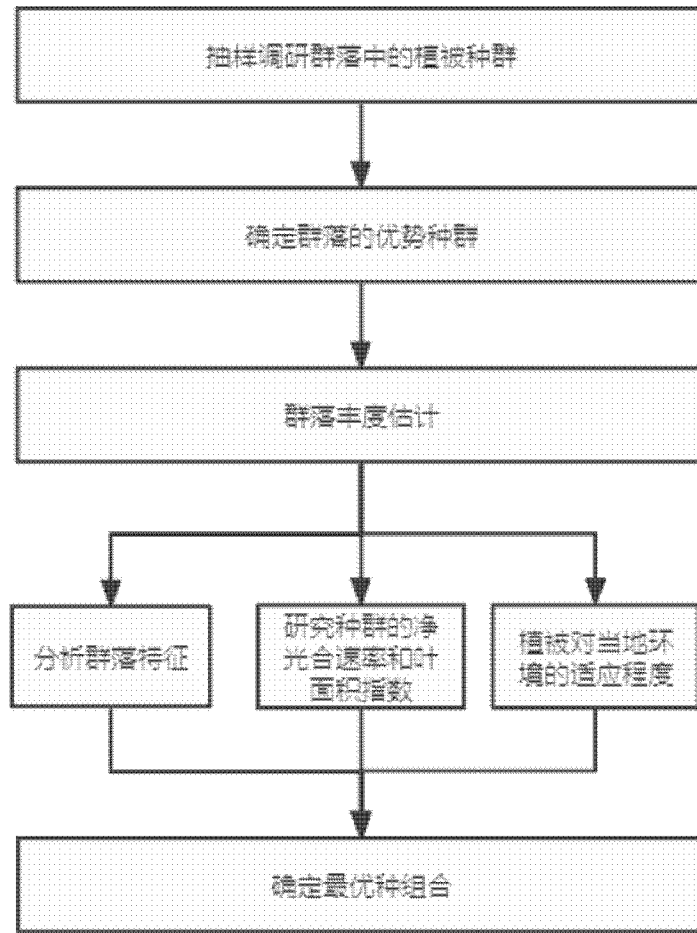 抽样调研群落中的植被种群
确定群落的优势种群
群落丰度估计
分析群落特征
研究种群的净
光合速率和叶
面积指数
植被对当地环
境的适应程度
确定最优种组合